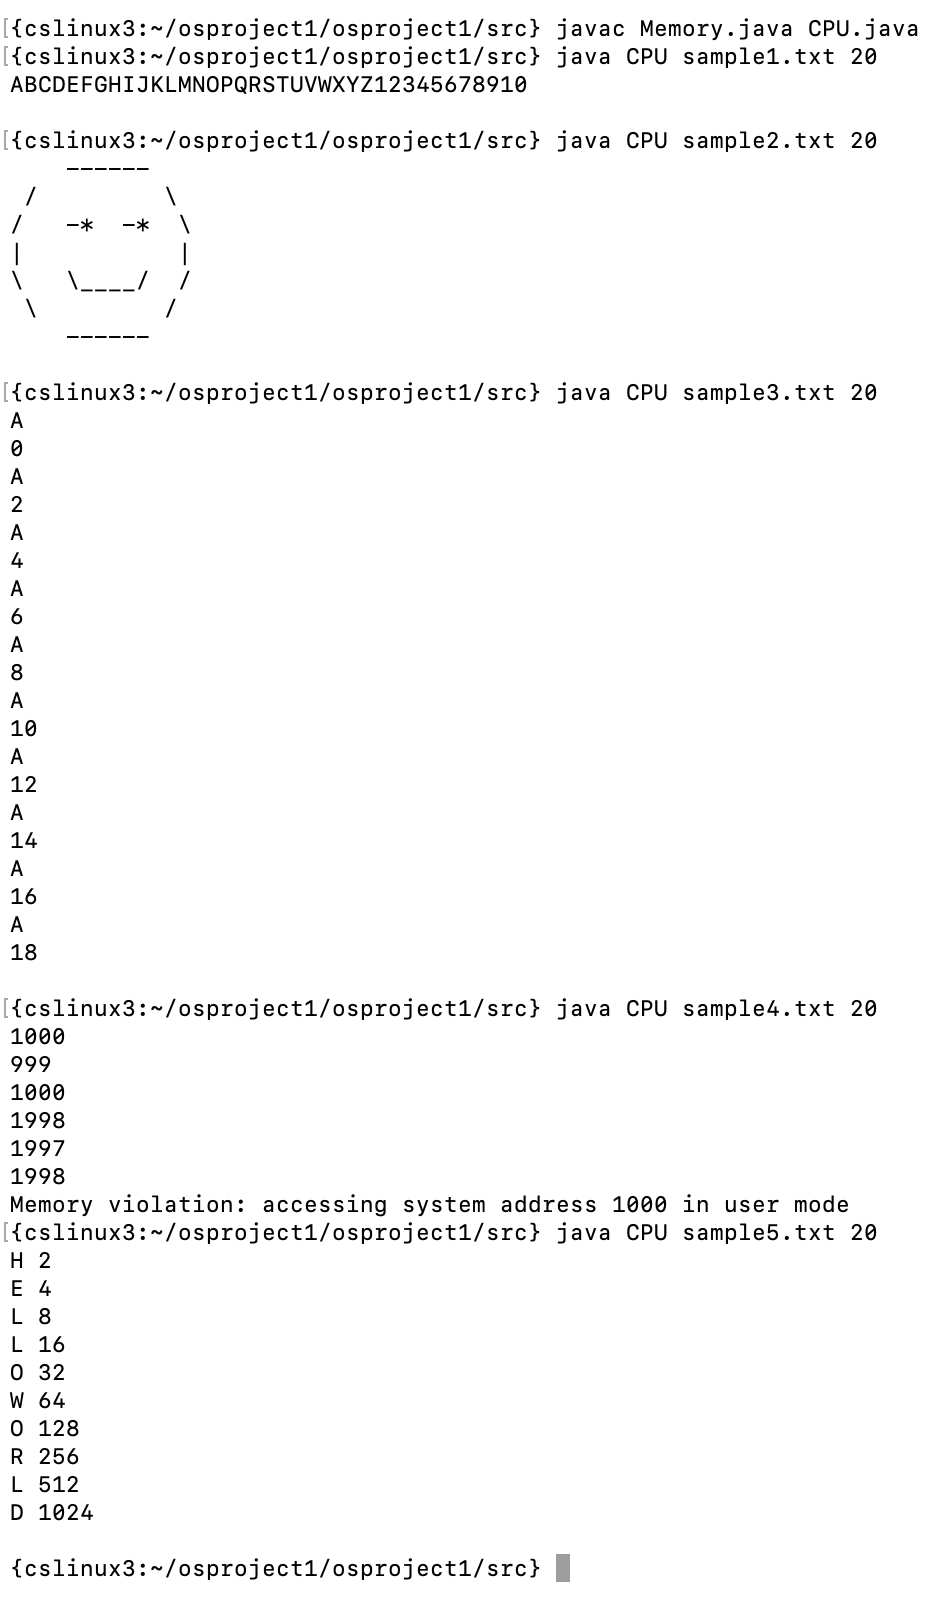 [{cslinux3:~/osproject1/osproject1/src} javac Memory.java CPU.java
[{cslinux3:~/osproject1/osproject1/src} java CPU sample1.txt 20
ABCDEFGHIJKLMNOPQRSTUVWXYZ12345678910

[{cslinux3:~/osproject1/osproject1/src} java CPU sample2.txt 20
    ------
 /         \
/   -*  -*  \
|           |
\   \____/  /
 \         /
    ------

[{cslinux3:~/osproject1/osproject1/src} java CPU sample3.txt 20
A
0
A
2
A
4
A
6
A
8
A
10
A
12
A
14
A
16
A
18

[{cslinux3:~/osproject1/osproject1/src} java CPU sample4.txt 20
1000
999
1000
1998
1997
1998
Memory violation: accessing system address 1000 in user mode
[{cslinux3:~/osproject1/osproject1/src} java CPU sample5.txt 20
H 2
E 4
L 8
L 16
O 32
W 64
O 128
R 256
L 512
D 1024

{cslinux3:~/osproject1/osproject1/src}